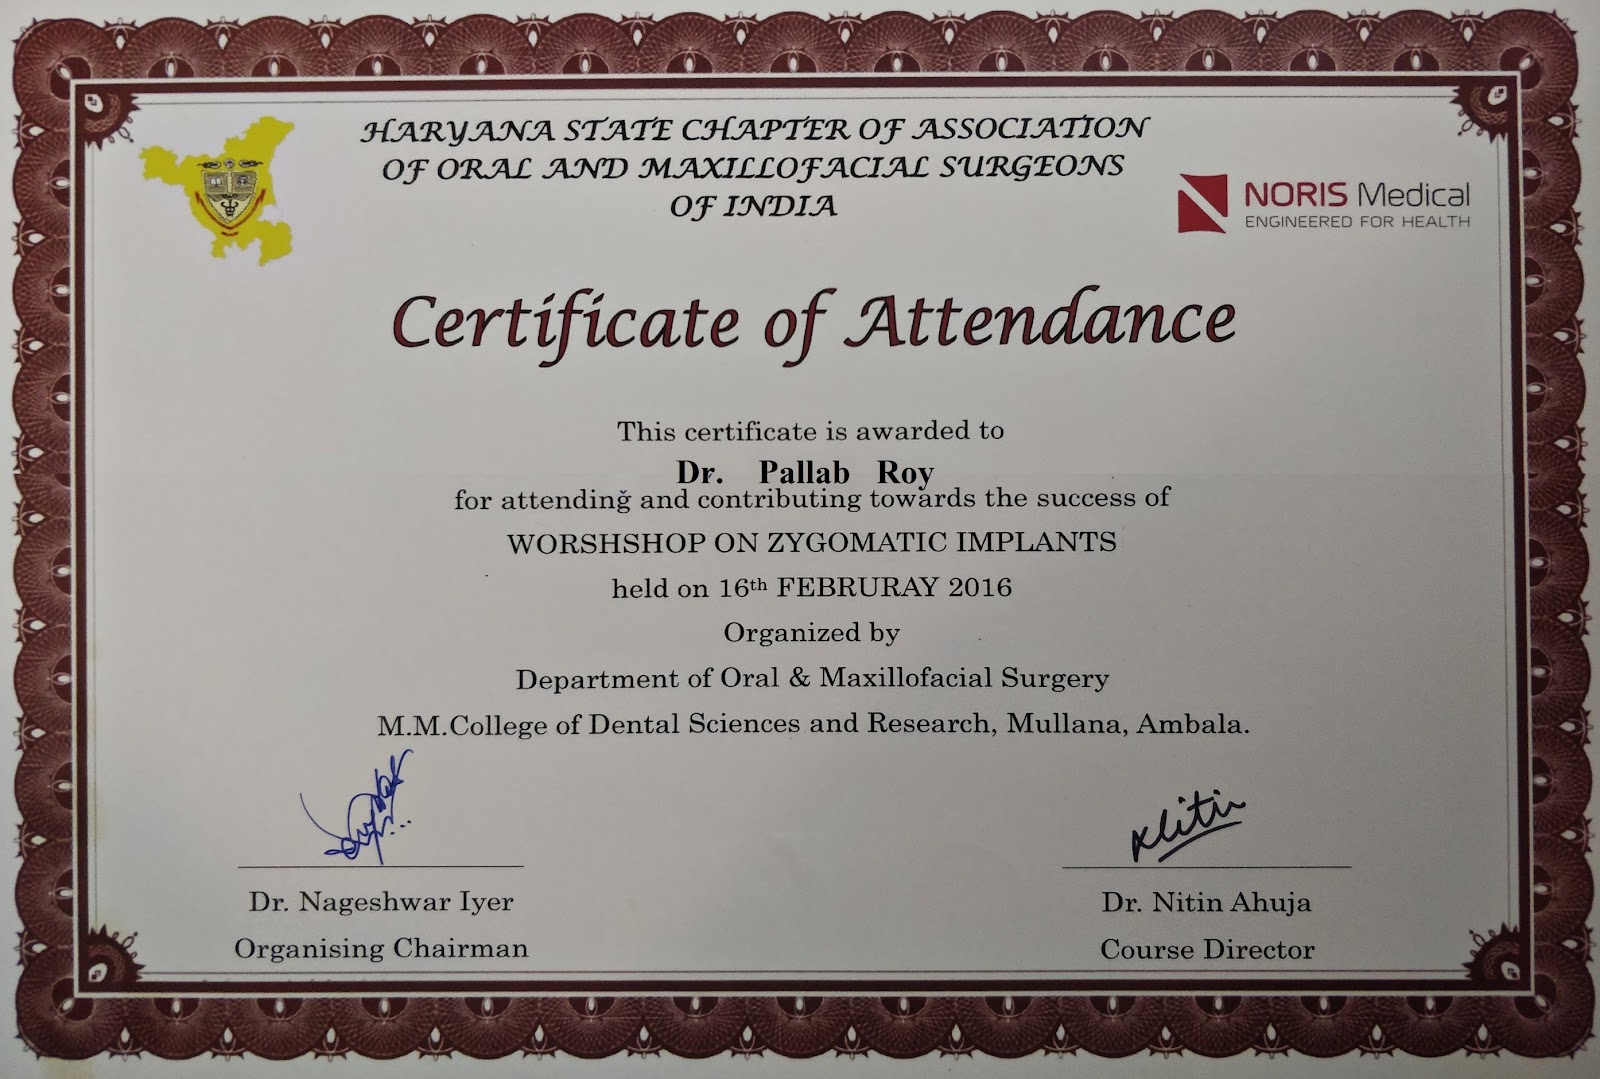 HARYANA STATE CHAPTER OF ASSOCIATION
OF ORAL AND MAXILLOFACIAL SURGEONS
OF INDIA
NORIS Medical
ENGINEERED FOR HEALTH
Certificate of Attendance
This certificate is awarded to
Dr. Pallab Roy
for attending and contributing towards the success of
WORSHSHOP ON ZYGOMATIC IMPLANTS
held on 16th FEBRURAY 2016
Organized by
Department of Oral & Maxillofacial Surgery
M.M.College of Dental Sciences and Research, Mullana, Ambala.
Dr. Nageshwar Iyer
Organising Chairman
Dr. Nitin Ahuja
Course Director